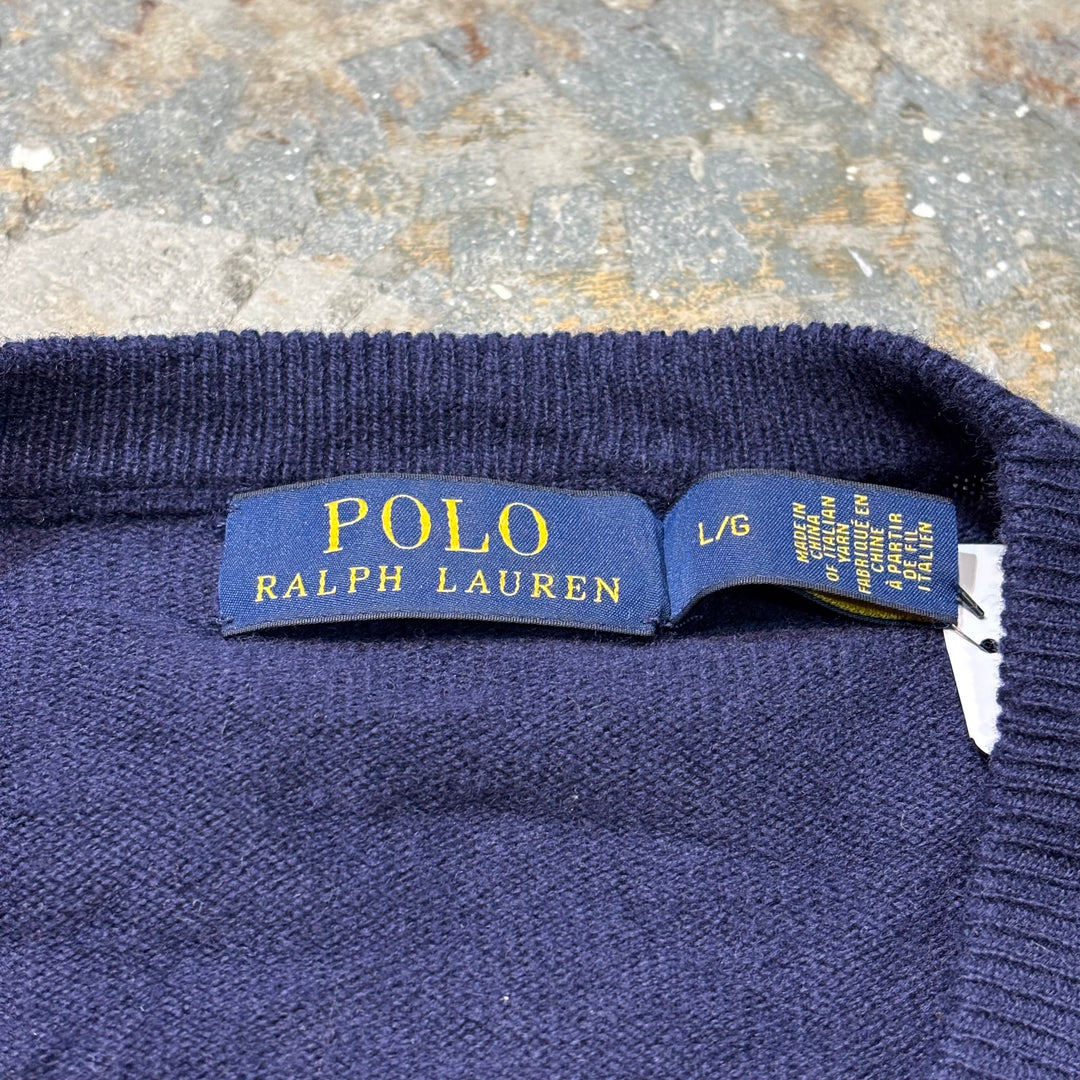 POLO
RALPH LAUREN
L/G
MADE IN
CHINA
OF ITALIAN
YARN
FABRIQUÉ EN
CHINE
À PARTIR
DE FIL
ITALIEN